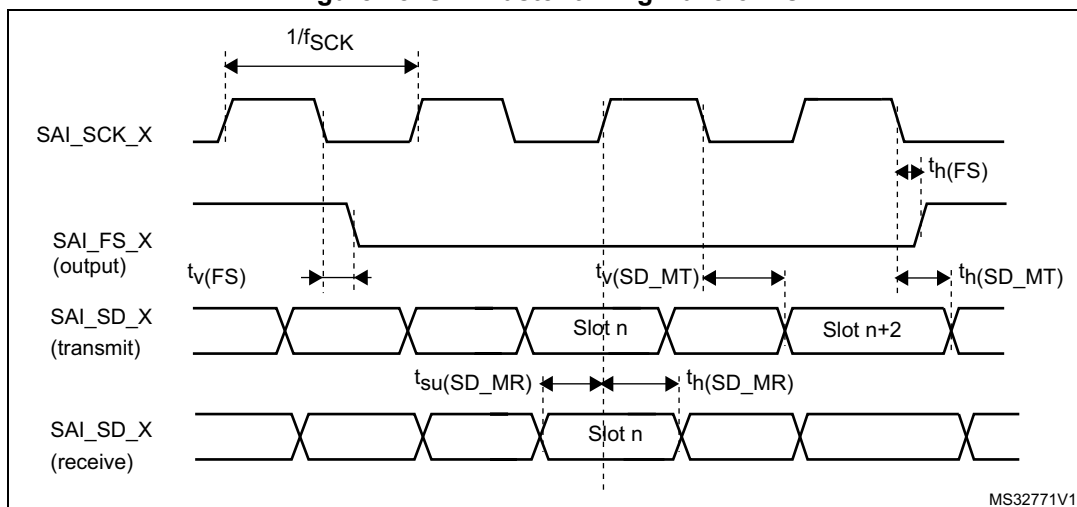 1/fSCK
SAI_SCK_X
th(FS)
SAI_FS_X
(output)
tv(FS)
tv(SD_MT)
th(SD_MT)
SAI_SD_X
(transmit)
Slot n
Slot n+2
tsu(SD_MR)
th(SD_MR)
SAI_SD_X
(receive)
Slot n
MS32771V1